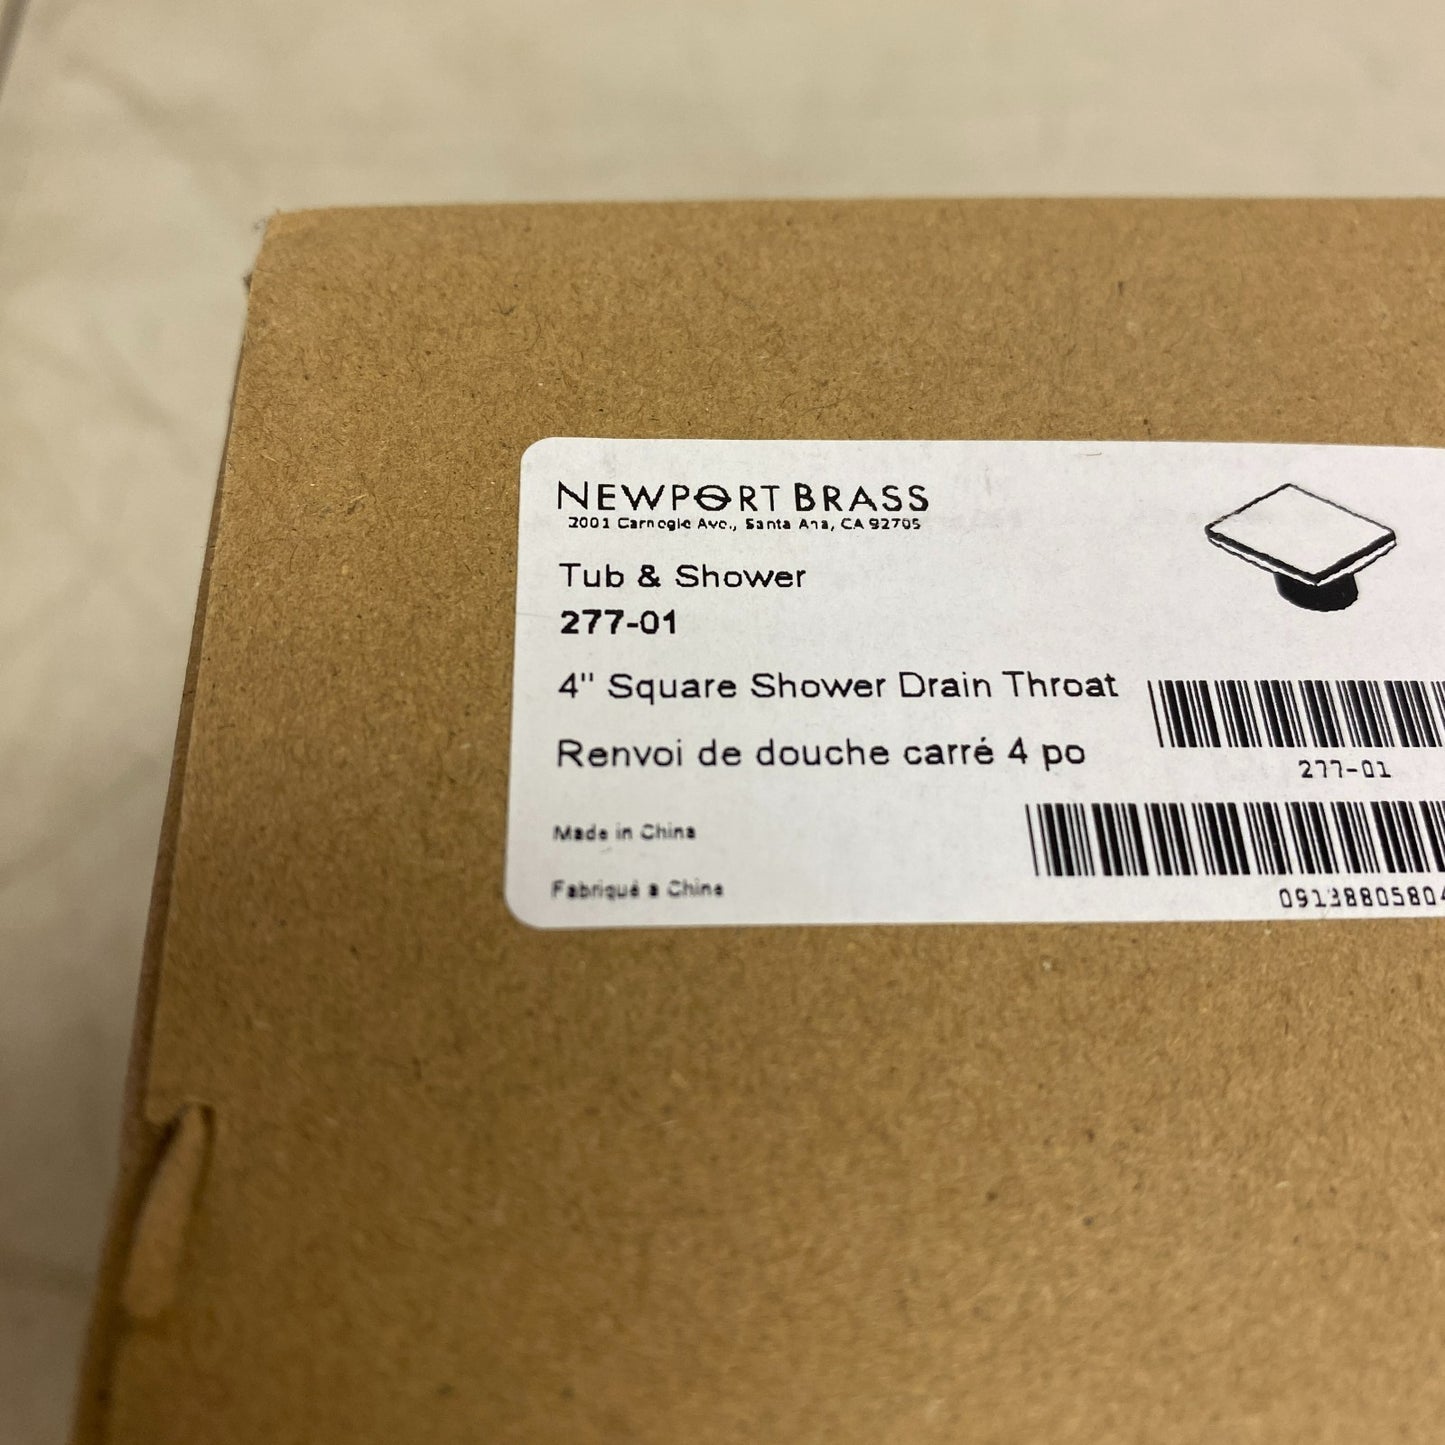 NEWPORT BRASS
2001 Carnegie Ave., Santa Ana, CA 92705
Tub & Shower
277-01
4" Square Shower Drain Throat
Renvoi de douche carré 4 po
277-01
Made in China
Fabriqué a Chine
09138805804